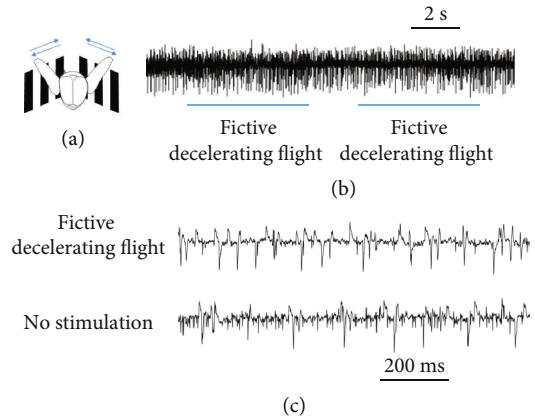 2 s
(a)
Fictive
decelerating flight
Fictive
decelerating flight
(b)
Fictive
decelerating flight
No stimulation
200 ms
(c)